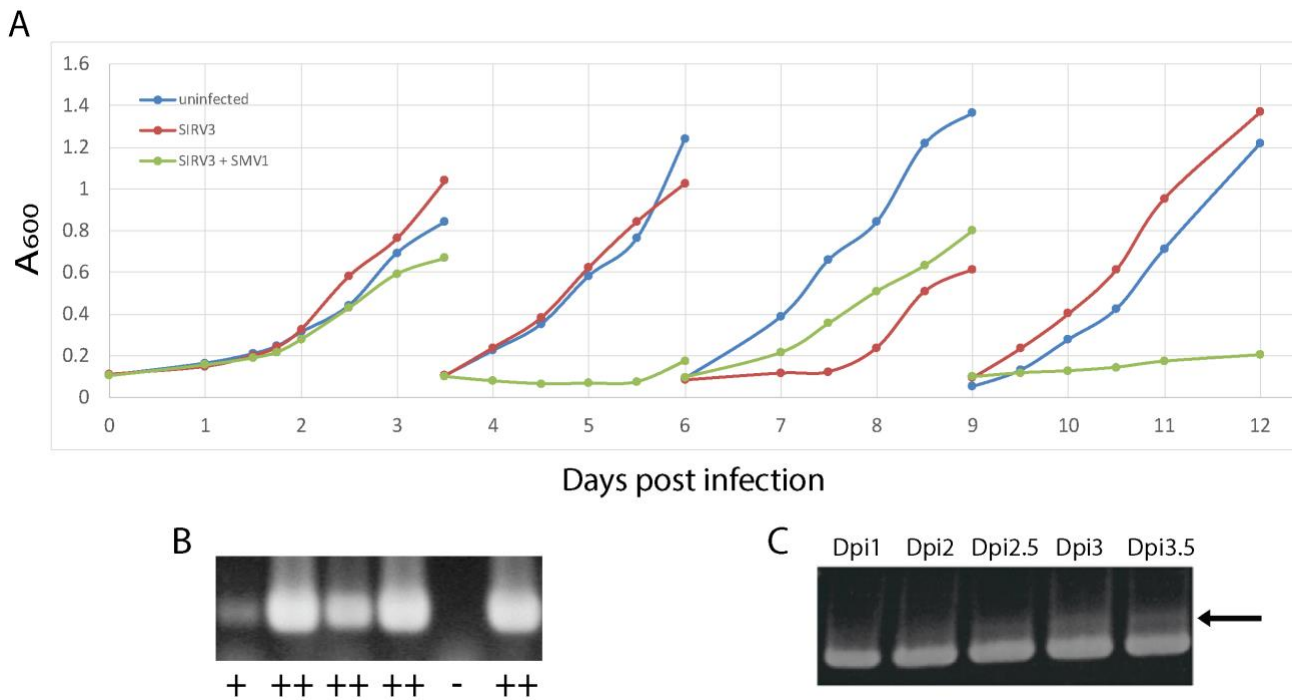 A
1.6
1.4
1.2
1
0.8
0.6
0.4
0.2
0
uninfected
SIRV3
SIRV3 + SMV1
A600
0 1 2 3 4 5 6 7 8 9 10 11 12
Days post infection
B
+ ++ ++ ++ - ++
C
Dpi1 Dpi2 Dpi2.5 Dpi3 Dpi3.5